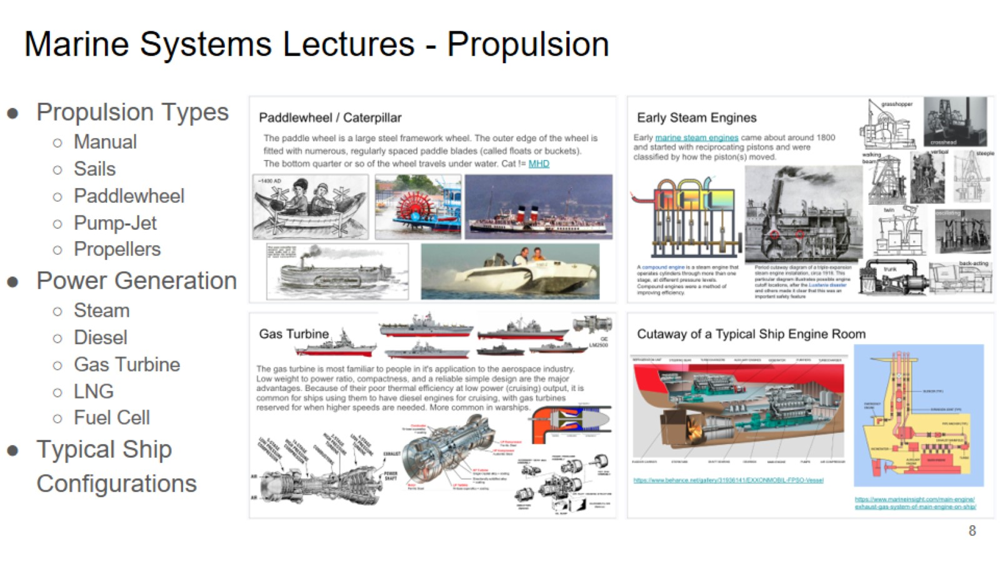 Marine Systems Lectures - Propulsion
● Propulsion Types
○ Manual
○ Sails
○ Paddlewheel
○ Pump-Jet
○ Propellers
● Power Generation
○ Steam
○ Diesel
○ Gas Turbine
○ LNG
○ Fuel Cell
● Typical Ship
Configurations
Paddlewheel / Caterpillar
The paddle wheel is a large steel framework wheel. The outer edge of the wheel is
fitted with numerous, regularly spaced paddle blades (called floats or buckets).
The bottom quarter or so of the wheel travels under water. Cat != MHD
~1400 AD
Early Steam Engines
Early marine steam engines came about around 1800
and started with reciprocating pistons and were
classified by how the piston(s) moved.
grasshopper
crosshead
walking
beam
vertical
steeple
twin
oscillating
trunk
back-acting
A compound engine is a steam engine that
operates cylinders through more than one
stage, at different pressure levels.
Compound engines were a method of
improving efficiency.
Period cutaway diagram of a triple-expansion
steam engine installation, circa 1918. This
particular diagram illustrates possible engine
cutoff locations, after the Lusitania disaster
and others made it clear that this was an
important safety feature
Gas Turbine
GE
LM2500
The gas turbine is most familiar to people in it's application to the aerospace industry.
Low weight to power ratio, compactness, and a reliable simple design are the major
advantages. Because of their poor thermal efficiency at low power (cruising) output, it is
common for ships using them to have diesel engines for cruising, with gas turbines
reserved for when higher speeds are needed. More common in warships.
EXHAUST
POWER
SHAFT
AIR
AIR
Cutaway of a Typical Ship Engine Room
https://www.behance.net/gallery/31936141/EXXONMOBIL-FPSO-Vessel
https://www.marineinsight.com/main-engine/
exhaust-gas-system-of-main-engine-on-ship/
8